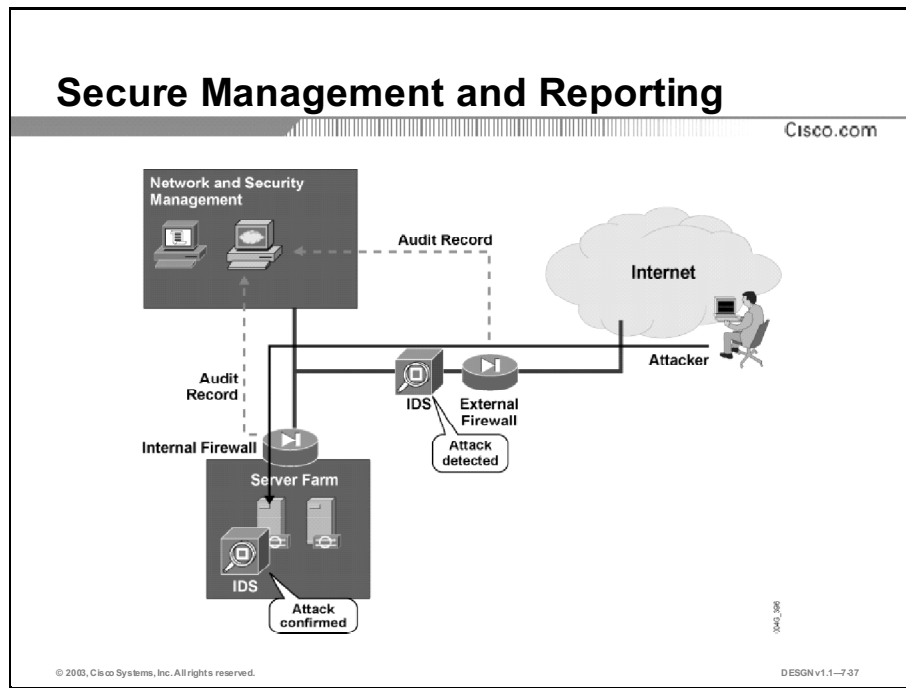 Secure Management and Reporting
Cisco.com
Network and Security
Management
Audit Record
Internet
Attacker
Audit
Record
IDS
External
Firewall
Attack
detected
Internal Firewall
Server Farm
IDS
Attack
confirmed
© 2003, Cisco Systems, Inc. All rights reserved.
DESGN v1.1—7-37